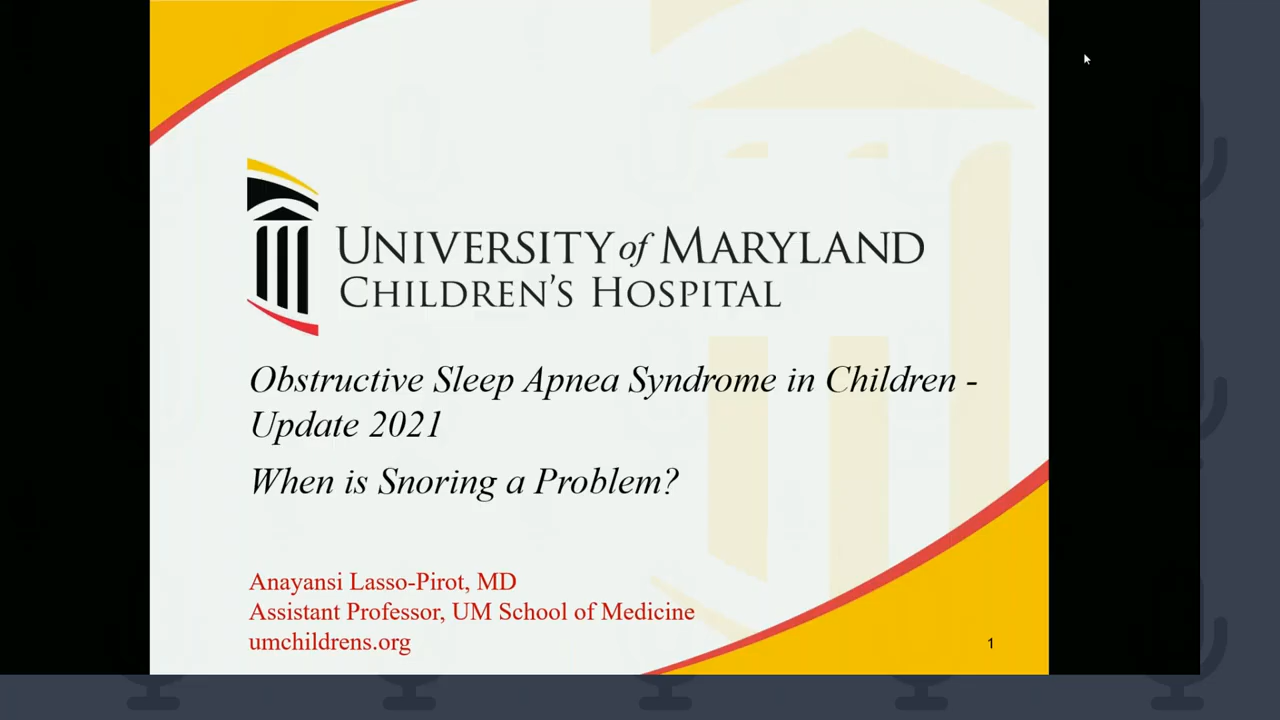 UNIVERSITY of MARYLAND
CHILDREN'S HOSPITAL
Obstructive Sleep Apnea Syndrome in Children -
Update 2021
When is Snoring a Problem?
Anayansi Lasso-Pirot, MD
Assistant Professor, UM School of Medicine
umchildrens.org
1